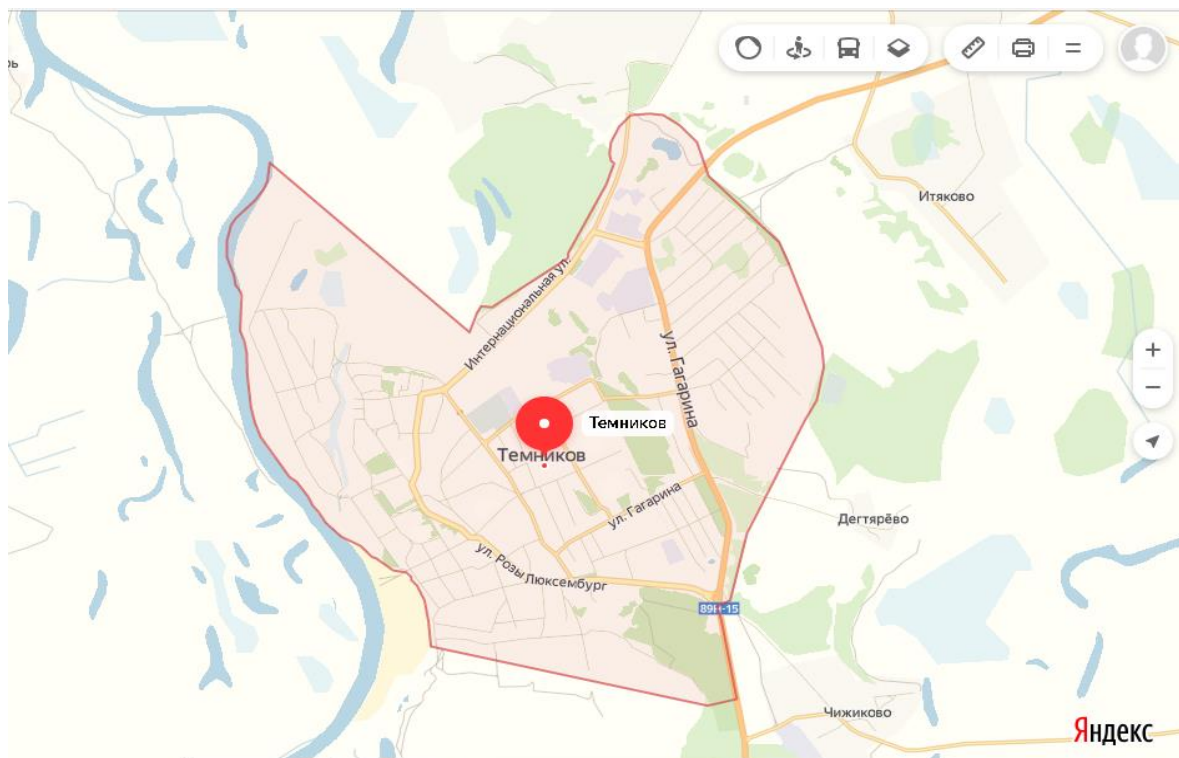 рь
Итяково
Интернациональная ул.
ул. Гагарина
Темников
Темников
ул. Гагарина
Дегтярёво
ул. Розы Люксембург
89Н-15
Чижиково
Яндекс